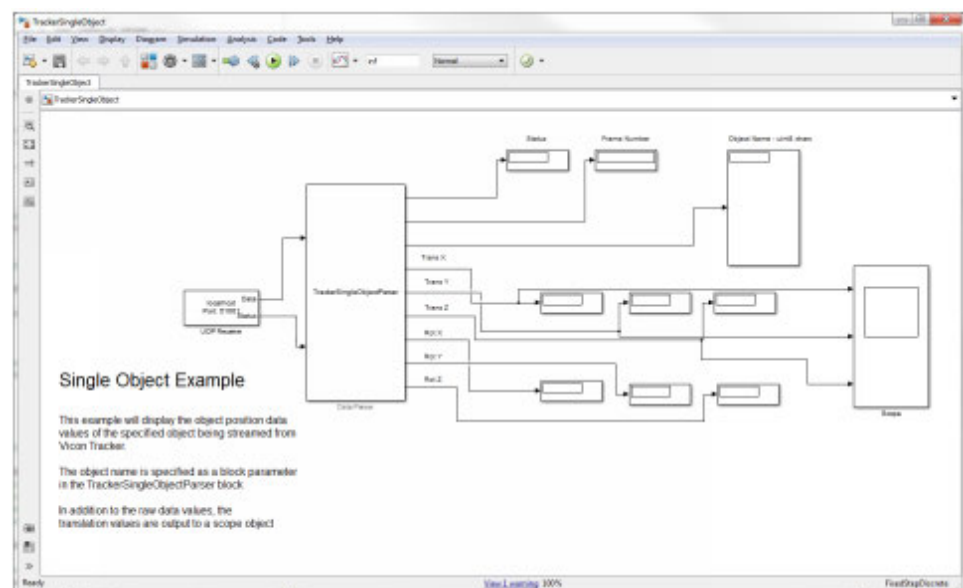 TrackerSingleObject
File Edit View Display Diagram Simulation Analysis Code Tools Help
inf
Normal
TrackerSingleObject
TrackerSingleObject
Status
Frame Number
Object Name - uint8 chars
Trans X
Trans Y
Trans Z
Rot X
Rot Y
Rot Z
TrackerSingleObjectParser
Data Parser
Data
Status
UDP Receive
Scope
Single Object Example
This example will display the object position data
values of the specified object being streamed from
Vicon Tracker.
The object name is specified as a block parameter
in the TrackerSingleObjectParser block
In addition to the raw data values, the
translation values are output to a scope object
Ready
View 1 warning 100%
FixedStepDiscrete